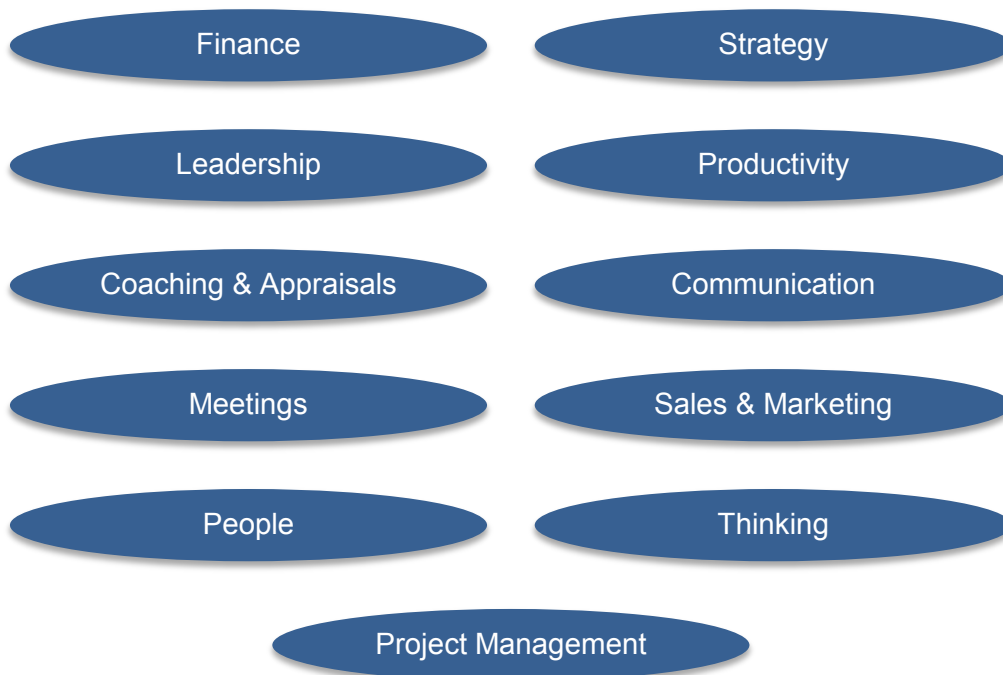 Finance
Strategy
Leadership
Productivity
Coaching & Appraisals
Communication
Meetings
Sales & Marketing
People
Thinking
Project Management